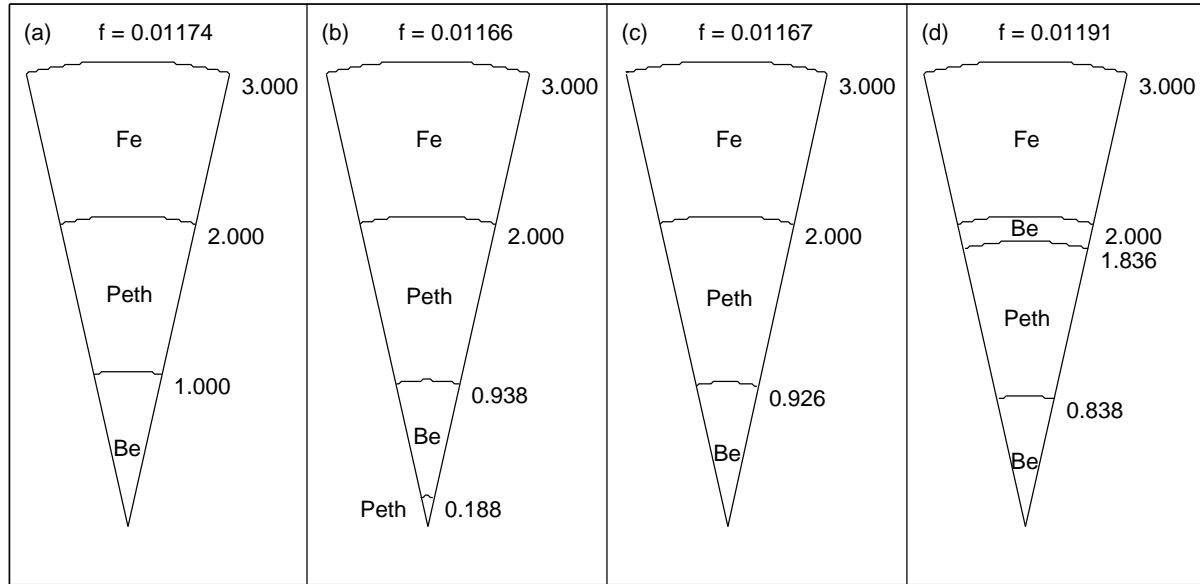 (a) f = 0.01174
3.000
Fe
2.000
Peth
1.000
Be
(b) f = 0.01166
3.000
Fe
2.000
Peth
0.938
Be
Peth 0.188
(c) f = 0.01167
3.000
Fe
2.000
Peth
0.926
Be
(d) f = 0.01191
3.000
Fe
Be
2.000
1.836
Peth
0.838
Be